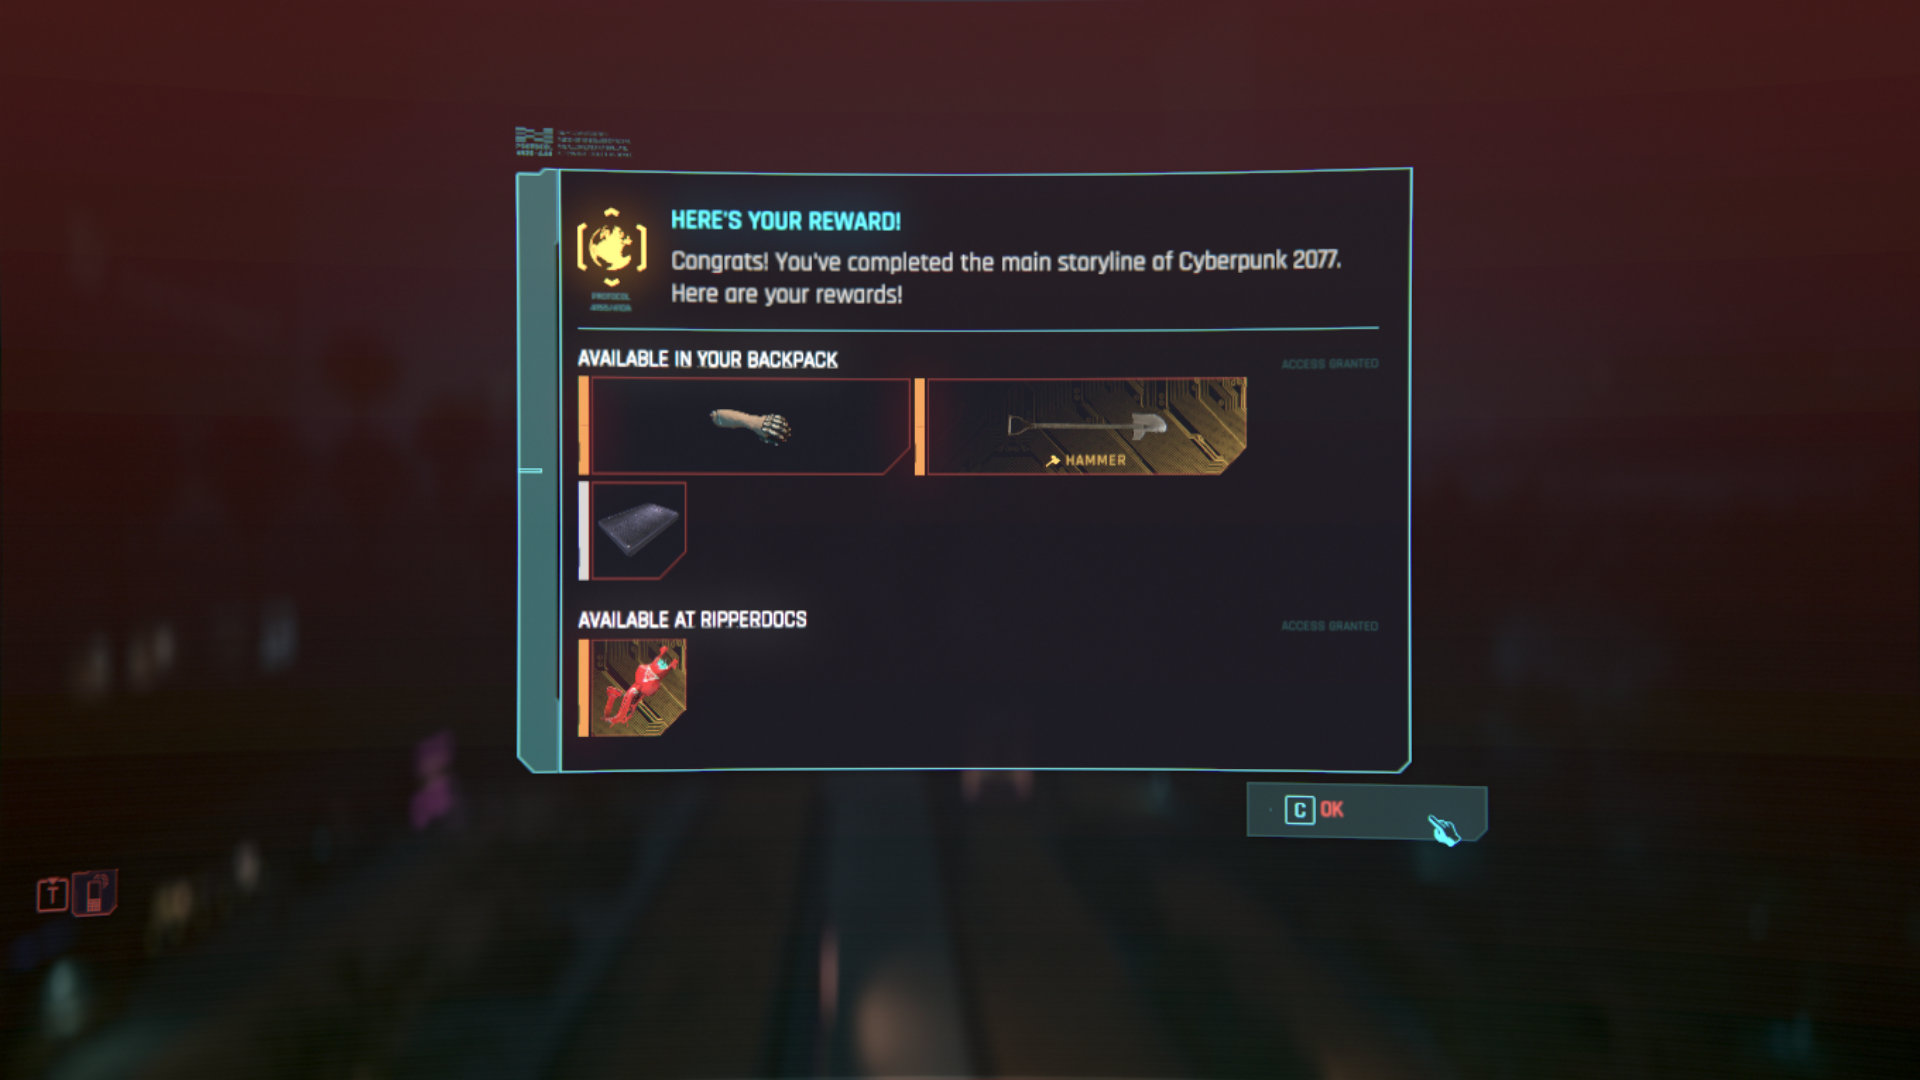 HERE'S YOUR REWARD!
Congrats! You've completed the main storyline of Cyberpunk 2077.
Here are your rewards!
PROTOCOL
AVAILABLE IN YOUR BACKPACK
ACCESS GRANTED
HAMMER
AVAILABLE AT RIPPERDOCS
ACCESS GRANTED
C OK
T